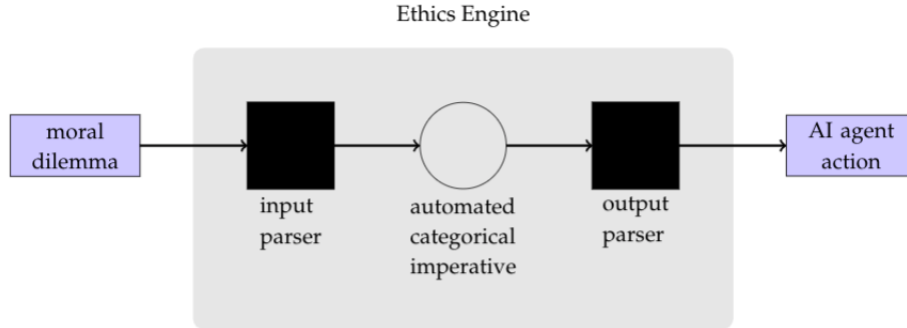 Ethics Engine
moral
dilemma
input
parser
automated
categorical
imperative
output
parser
AI agent
action